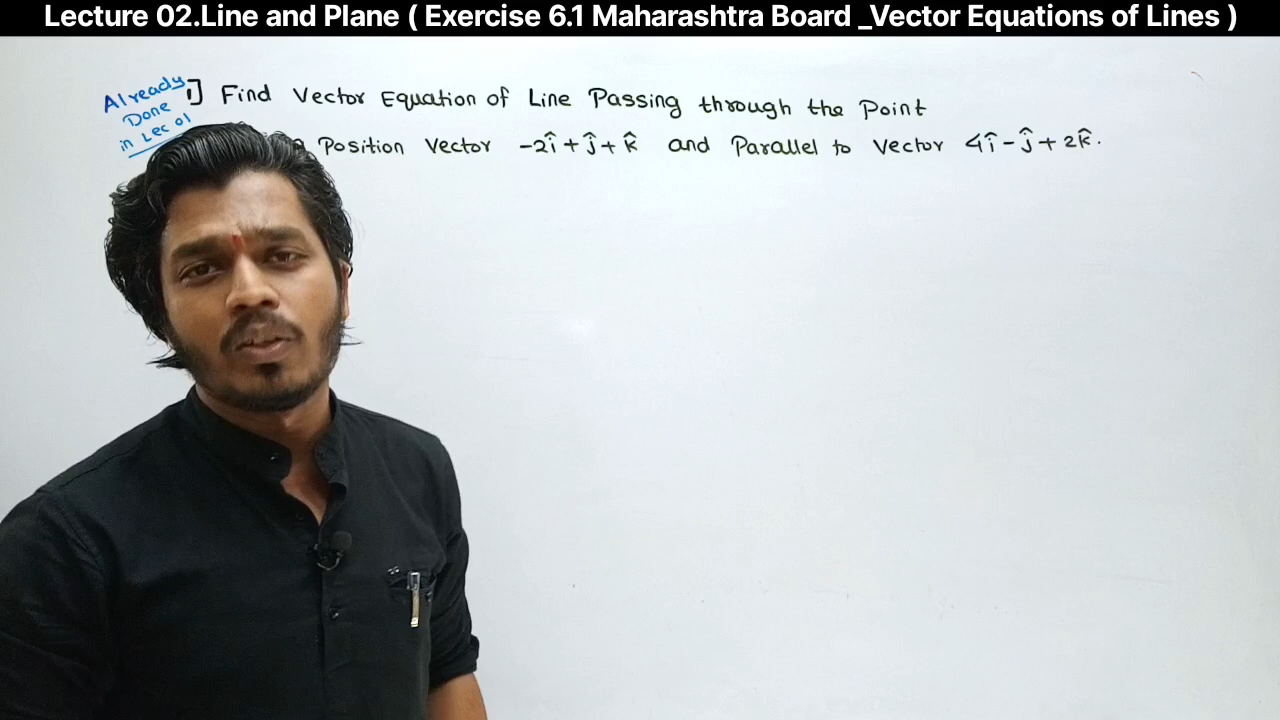 Lecture 02.Line and Plane ( Exercise 6.1 Maharashtra Board _Vector Equations of Lines )
Already
Done
in Lec 01
1] Find Vector Equation of Line Passing through the Point
Position Vector -2î+ĵ+k̂ and Parallel to Vector 4î-ĵ+2k̂.